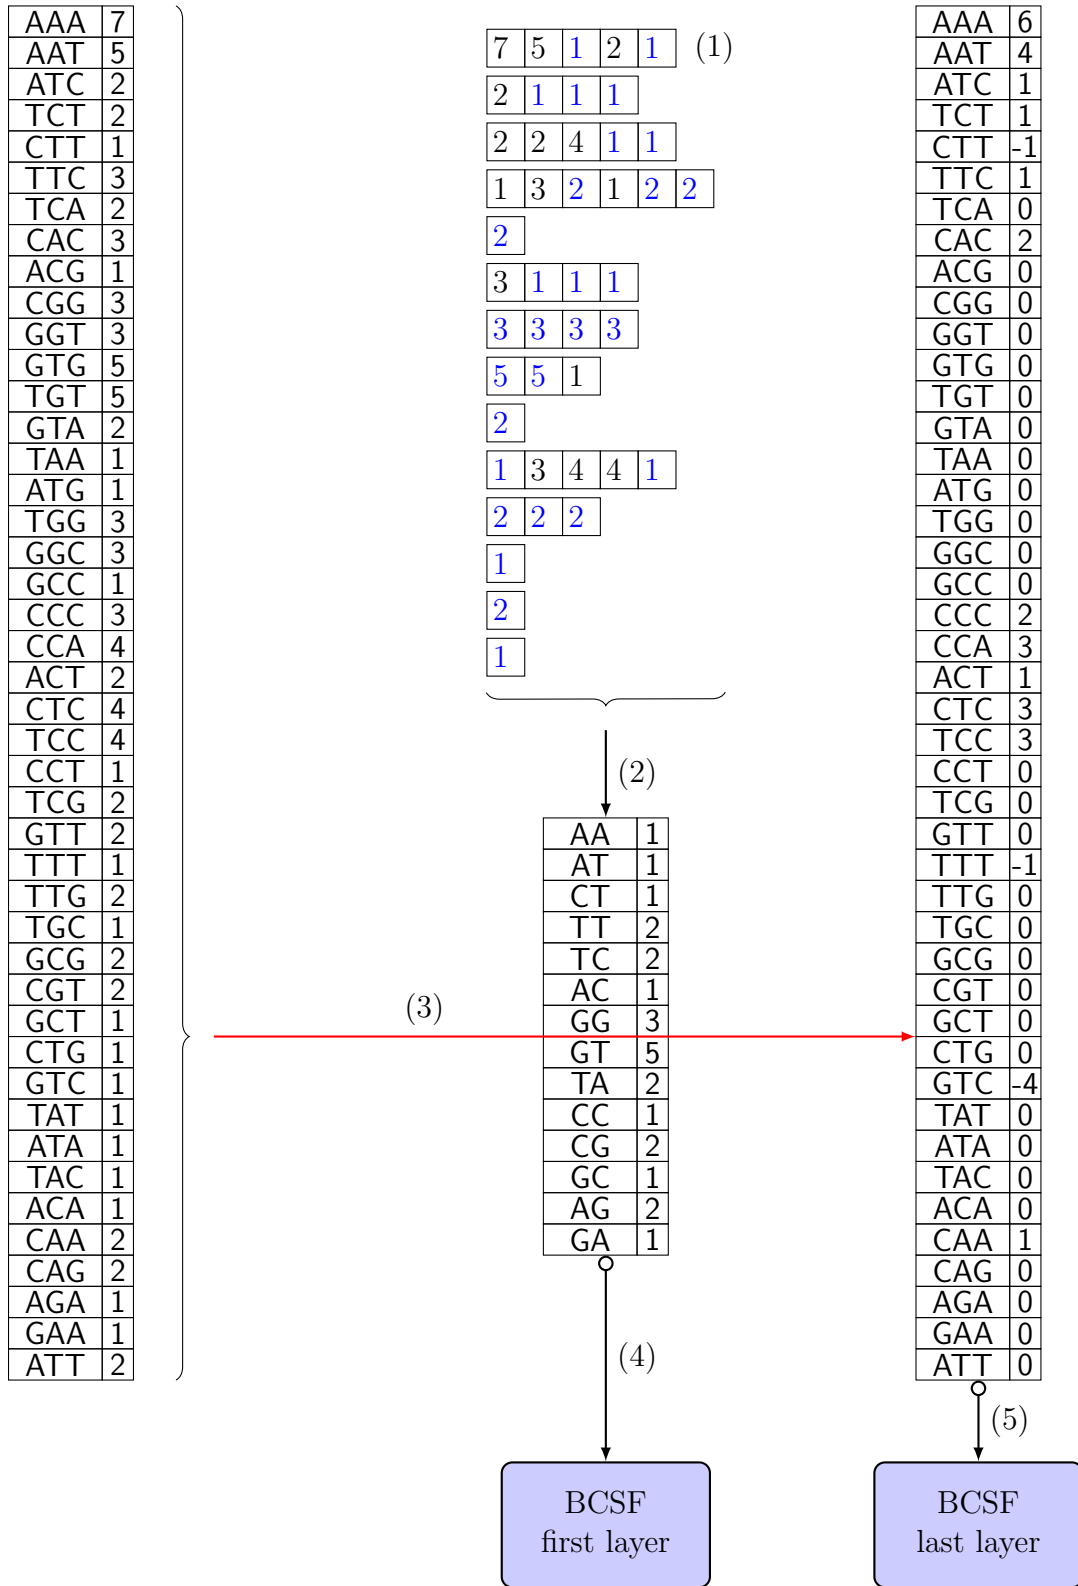 AAA 7
AAT 5
ATC 2
TCT 2
CTT 1
TTC 3
TCA 2
CAC 3
ACG 1
CGG 3
GGT 3
GTG 5
TGT 5
GTA 2
TAA 1
ATG 1
TGG 3
GGC 3
GCC 1
CCC 3
CCA 4
ACT 2
CTC 4
TCC 4
CCT 1
TCG 2
GTT 2
TTT 1
TTG 2
TGC 1
GCG 2
CGT 2
GCT 1
CTG 1
GTC 1
TAT 1
ATA 1
TAC 1
ACA 1
CAA 2
CAG 2
AGA 1
GAA 1
ATT 2
7 5 1 2 1 (1)
2 1 1 1
2 2 4 1 1
1 3 2 1 2 2
2
3 1 1 1
3 3 3 3
5 5 1
2
1 3 4 4 1
2 2 2
1
2
1
(2)
AA 1
AT 1
CT 1
TT 2
TC 2
AC 1
GG 3
GT 5
TA 2
CC 1
CG 2
GC 1
AG 2
GA 1
(3)
(4)
BCSF
first layer
AAA 6
AAT 4
ATC 1
TCT 1
CTT -1
TTC 1
TCA 0
CAC 2
ACG 0
CGG 0
GGT 0
GTG 0
TGT 0
GTA 0
TAA 0
ATG 0
TGG 0
GGC 0
GCC 0
CCC 2
CCA 3
ACT 1
CTC 3
TCC 3
CCT 0
TCG 0
GTT 0
TTT -1
TTG 0
TGC 0
GCG 0
CGT 0
GCT 0
CTG 0
GTC -4
TAT 0
ATA 0
TAC 0
ACA 0
CAA 1
CAG 0
AGA 0
GAA 0
ATT 0
(5)
BCSF
last layer